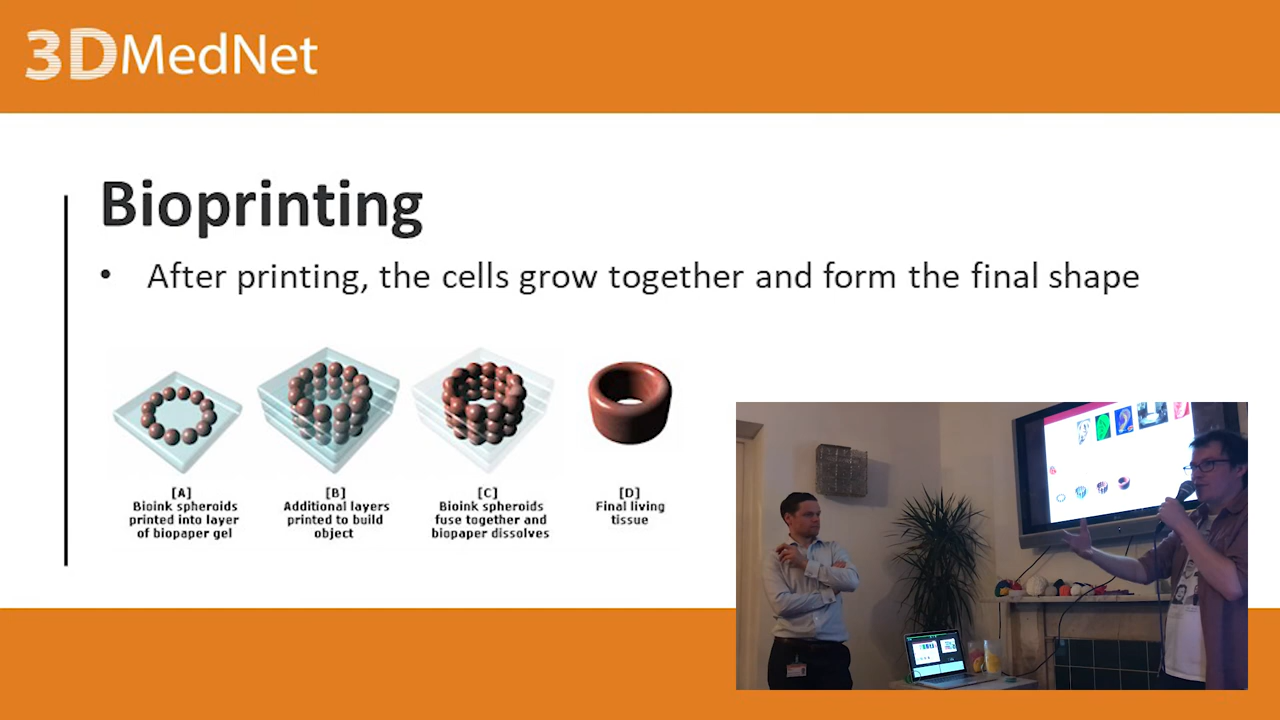 3DMedNet
Bioprinting
• After printing, the cells grow together and form the final shape
[A]
Bioink spheroids
printed into layer
of biopaper gel
[B]
Additional layers
printed to build
object
[C]
Bioink spheroids
fuse together and
biopaper dissolves
[D]
Final living
tissue